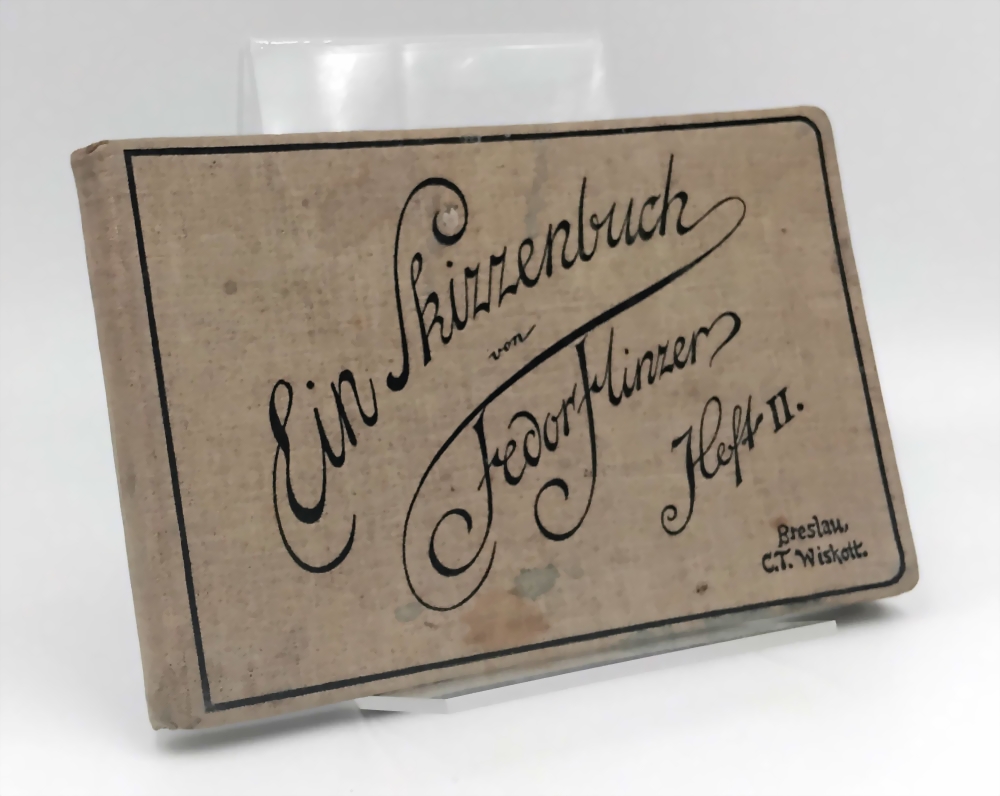 Ein Skizzenbuch
von
Fedor Flinzer
Heft II.
Breslau,
C.T. Wiskott.